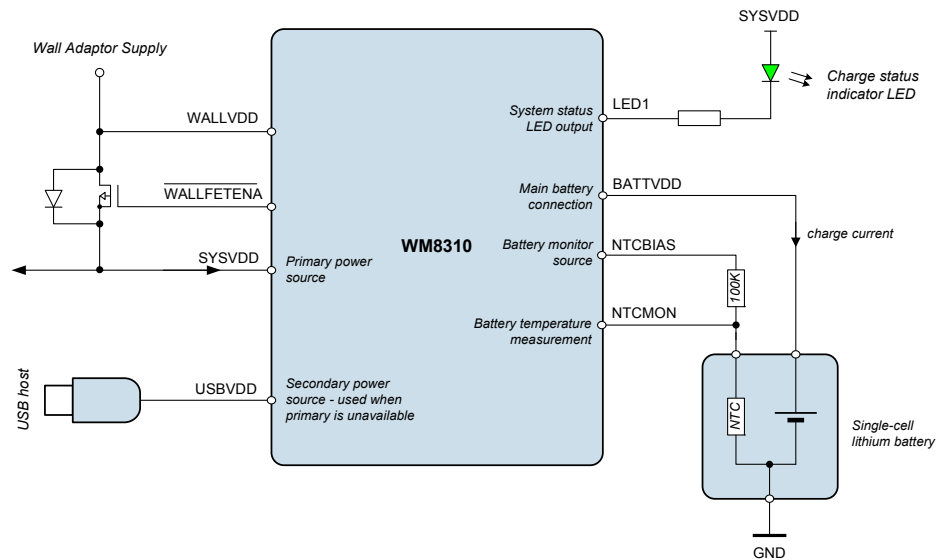 SYSVDD
Wall Adaptor Supply
Charge status
indicator LED
LED1
System status
LED output
WALLVDD
BATTVDD
Main battery
connection
WALLFETENA
charge current
WM8310
NTCBIAS
Battery monitor
source
SYSVDD
Primary power
source
100K
NTCMON
Battery temperature
measurement
USB host
USBVDD
Secondary power
source - used when
primary is unavailable
NTC
Single-cell
lithium battery
GND